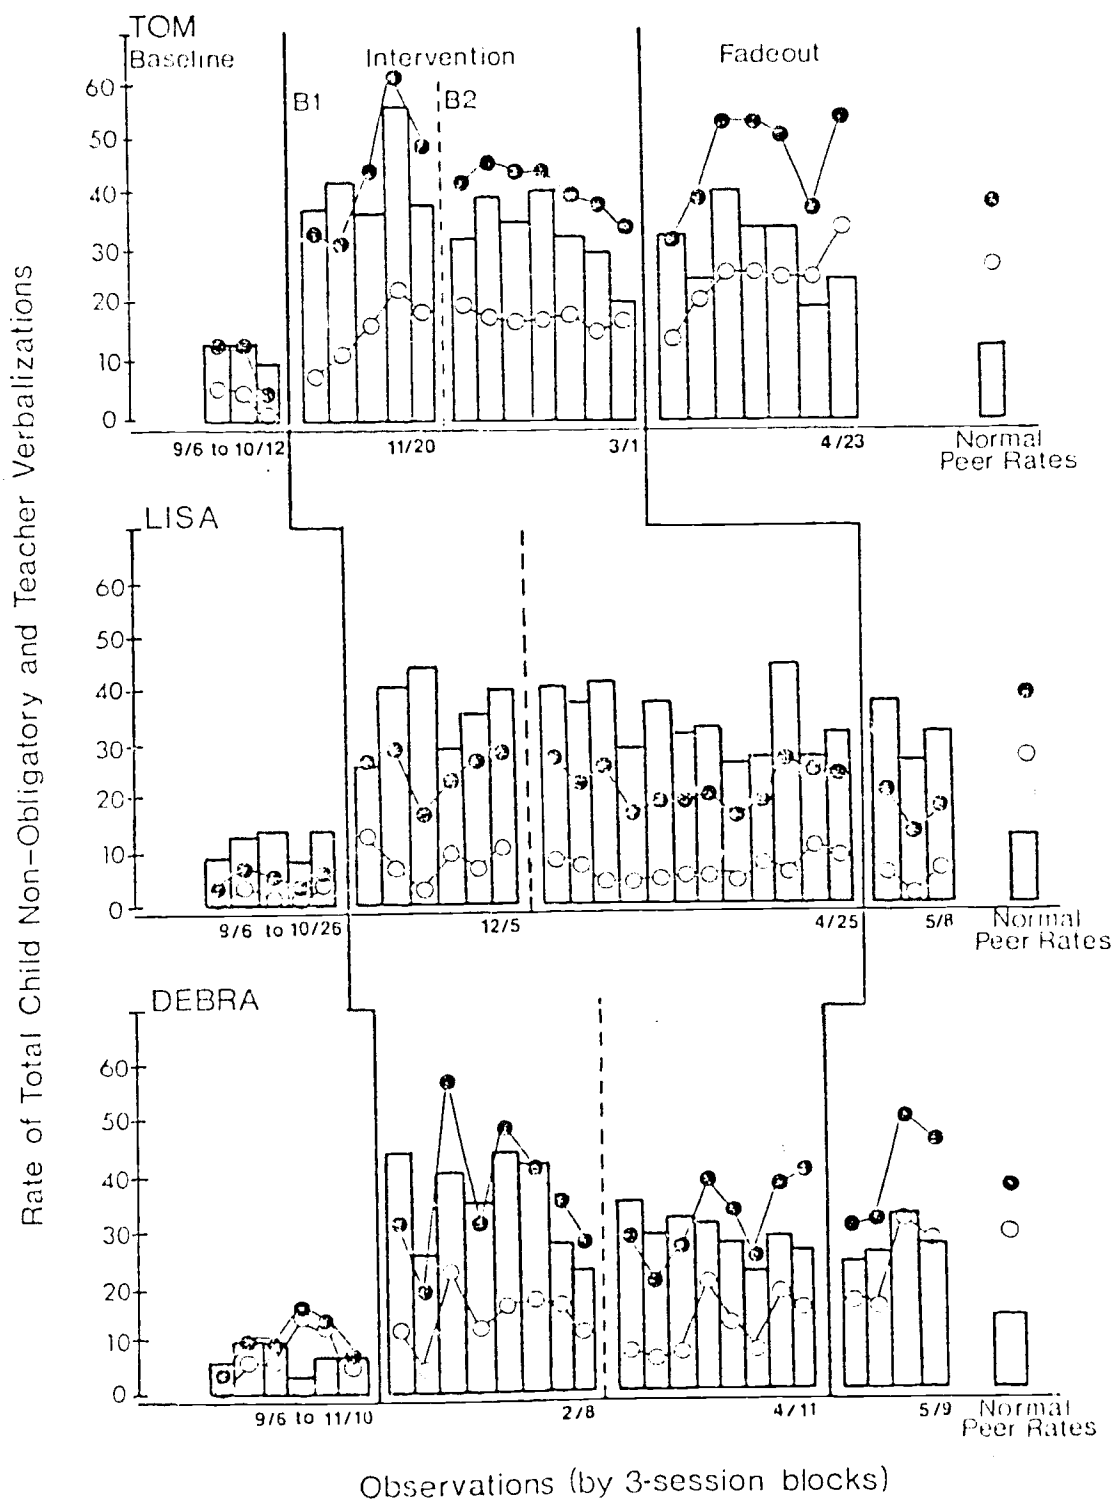 Rate of Total Child Non-Obligatory and Teacher Verbalizations
TOM
Baseline
Intervention
Fadeout
B1
B2
60
50
40
30
20
10
0
9/6 to 10/12
11/20
3/1
4/23
Normal
Peer Rates
LISA
60
50
40
30
20
10
0
9/6 to 10/26
12/5
4/25
5/8
Normal
Peer Rates
DEBRA
60
50
40
30
20
10
0
9/6 to 11/10
2/8
4/11
5/9
Normal
Peer Rates
Observations (by 3-session blocks)